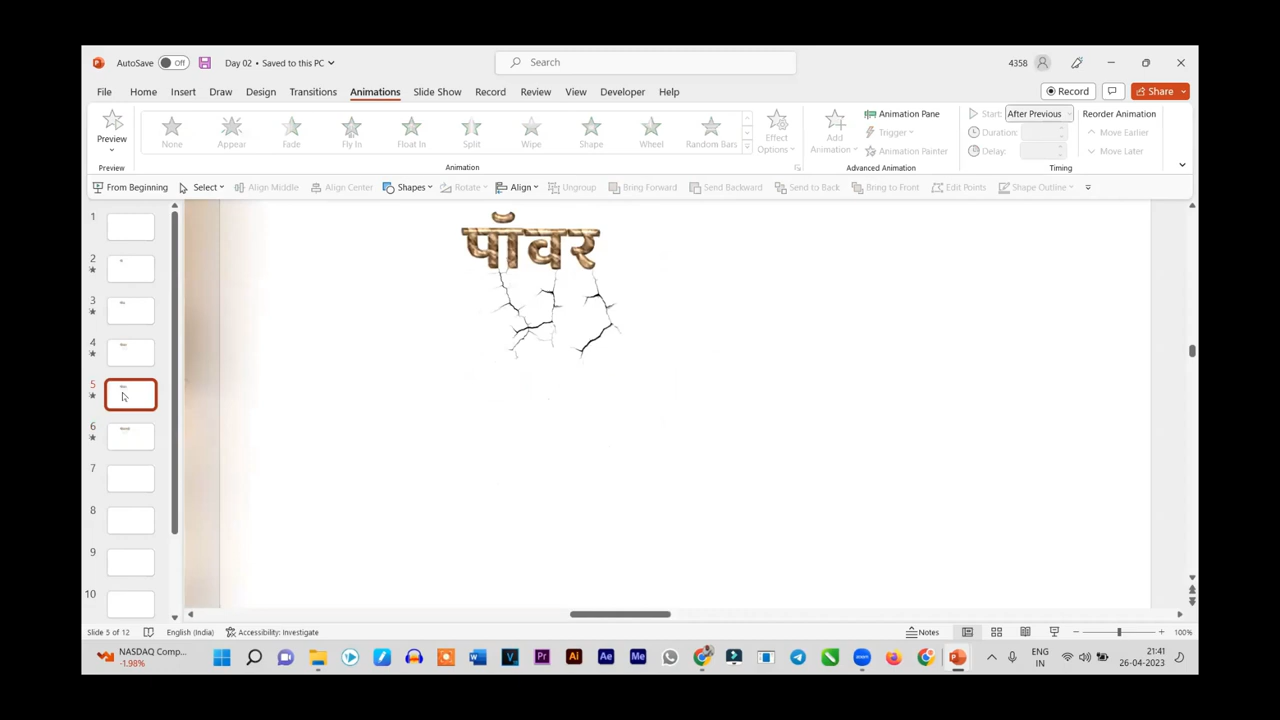 AutoSave Off Day 02 • Saved to this PC Search 4358
File Home Insert Draw Design Transitions Animations Slide Show Record Review View Developer Help Record Share
Preview None Appear Fade Fly In Float In Split Wipe Shape Wheel Random Bars Effect Options Add Animation Animation Pane Trigger Animation Painter Start: After Previous Duration: Delay: Reorder Animation Move Earlier Move Later
Preview Animation Advanced Animation Timing
From Beginning Select Align Middle Align Center Shapes Rotate Align Ungroup Bring Forward Send Backward Send to Back Bring to Front Edit Points Shape Outline
पॉवर
1
2
3
4
5
6
7
8
9
10
Slide 5 of 12 English (India) Accessibility: Investigate Notes 100%
NASDAQ Comp... ENG 21:41
-1.98% IN 26-04-2023